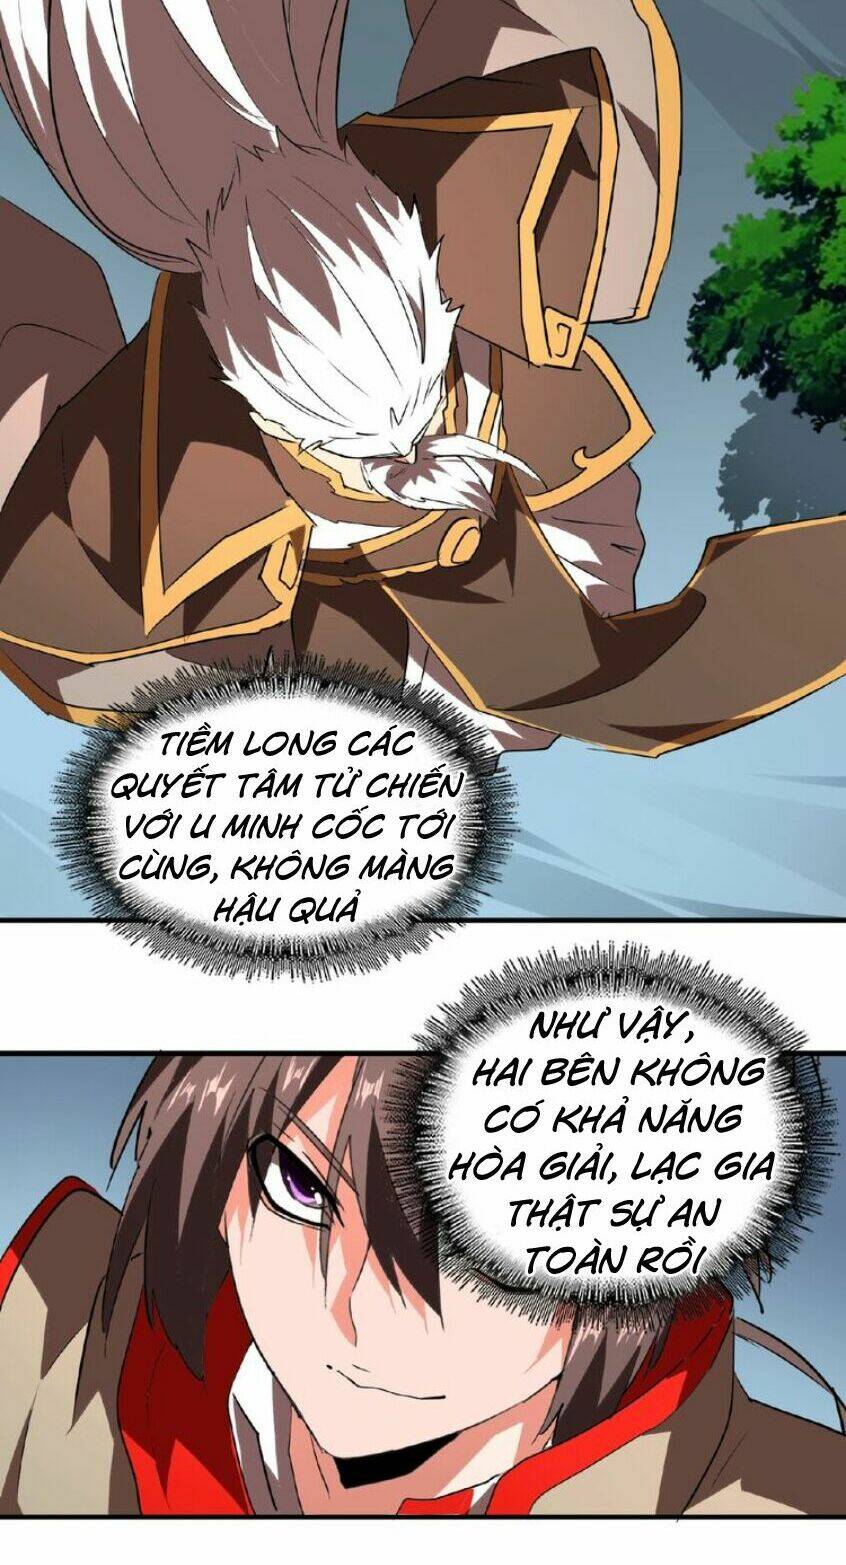 TIỀM LONG CÁC
QUYẾT TÂM TỬ CHIẾN
VỚI U MINH CỐC TỚI
CÙNG, KHÔNG MÀNG
HẬU QUẢ
NHƯ VẬY,
HAI BÊN KHÔNG
CÓ KHẢ NĂNG
HÒA GIẢI, LẠC GIA
THẬT SỰ AN
TOÀN RỒI